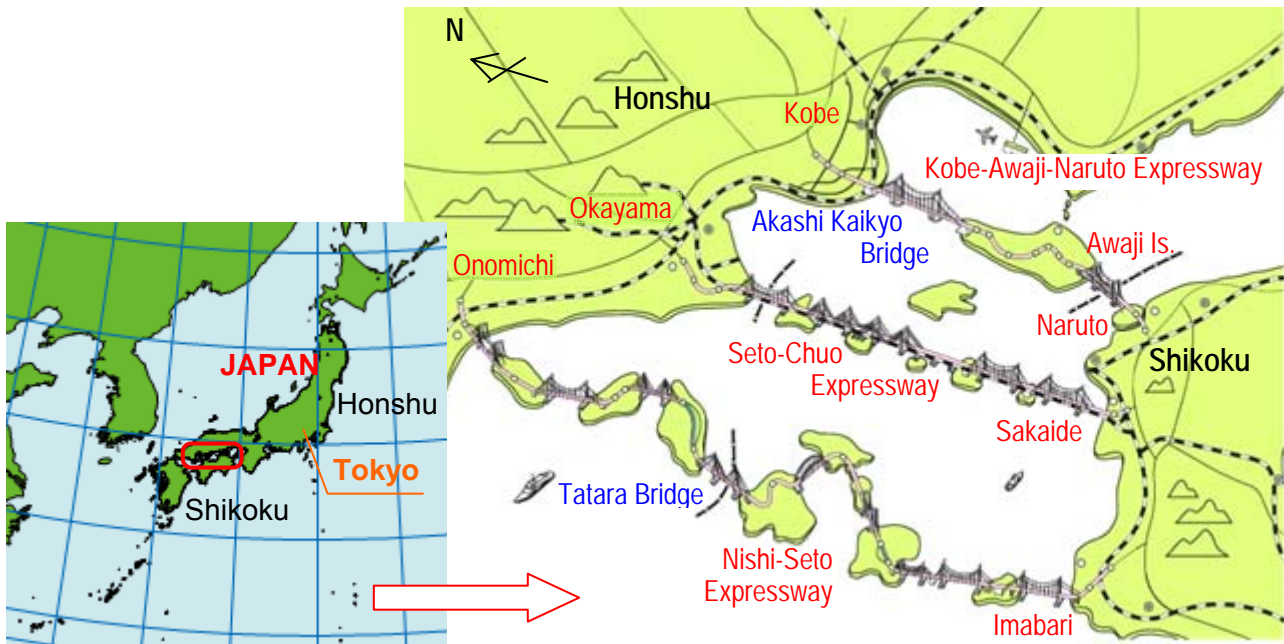 N
Honshu
Kobe
Kobe-Awaji-Naruto Expressway
Okayama
Akashi Kaikyo
Bridge
Awaji Is.
Onomichi
Naruto
Seto-Chuo
Expressway
Shikoku
Sakaide
Tatara Bridge
Nishi-Seto
Expressway
Imabari
JAPAN
Honshu
Tokyo
Shikoku